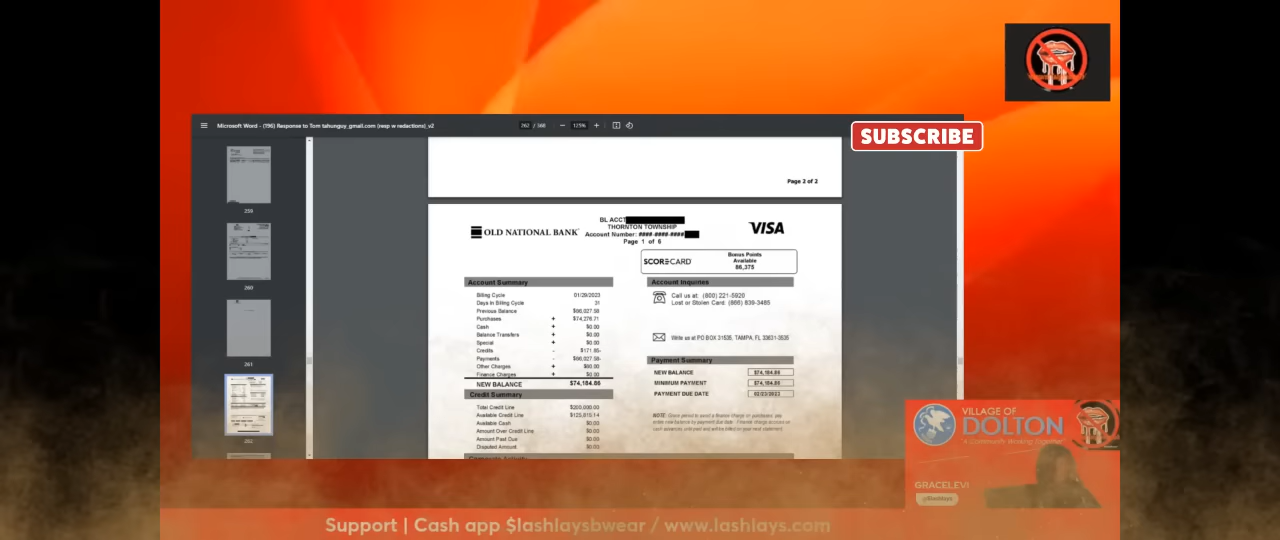 Microsoft Word - (196) Response to Tom tahunguy_gmail.com (resp w redactions)_v2
262 / 368
125%
SUBSCRIBE
259
260
261
262
Page 2 of 2
BL ACCT
THORNTON TOWNSHIP
OLD NATIONAL BANK
Account Number: ####-####-####
Page 1 of 6
VISA
SCORECARD
Bonus Points
Available
86,375
Account Summary
Billing Cycle 01/29/2023
Days In Billing Cycle 31
Previous Balance $66,027.58
Purchases + $74,276.71
Cash + $0.00
Balance Transfers + $0.00
Special + $0.00
Credits - $171.85-
Payments - $66,027.58-
Other Charges +
Finance Charges + $0.00
NEW BALANCE $74,184.86
Credit Summary
Total Credit Line $200,000.00
Available Credit Line $125,815.14
Available Cash $0.00
Amount Over Credit Line $0.00
Amount Past Due $0.00
Disputed Amount $0.00
Account Inquiries
Call us at: (800) 221-5920
Lost or Stolen Card: (866) 839-3485
Write us at PO BOX 31535, TAMPA, FL 33631-3535
Payment Summary
NEW BALANCE $74,184.86
MINIMUM PAYMENT $74,184.86
PAYMENT DUE DATE 02/23/2023
VILLAGE OF
DOLTON
"A Community Working Together"
GRACELEVI
@lashlays
Support | Cash app $lashlaysbwear / www.lashlays.com